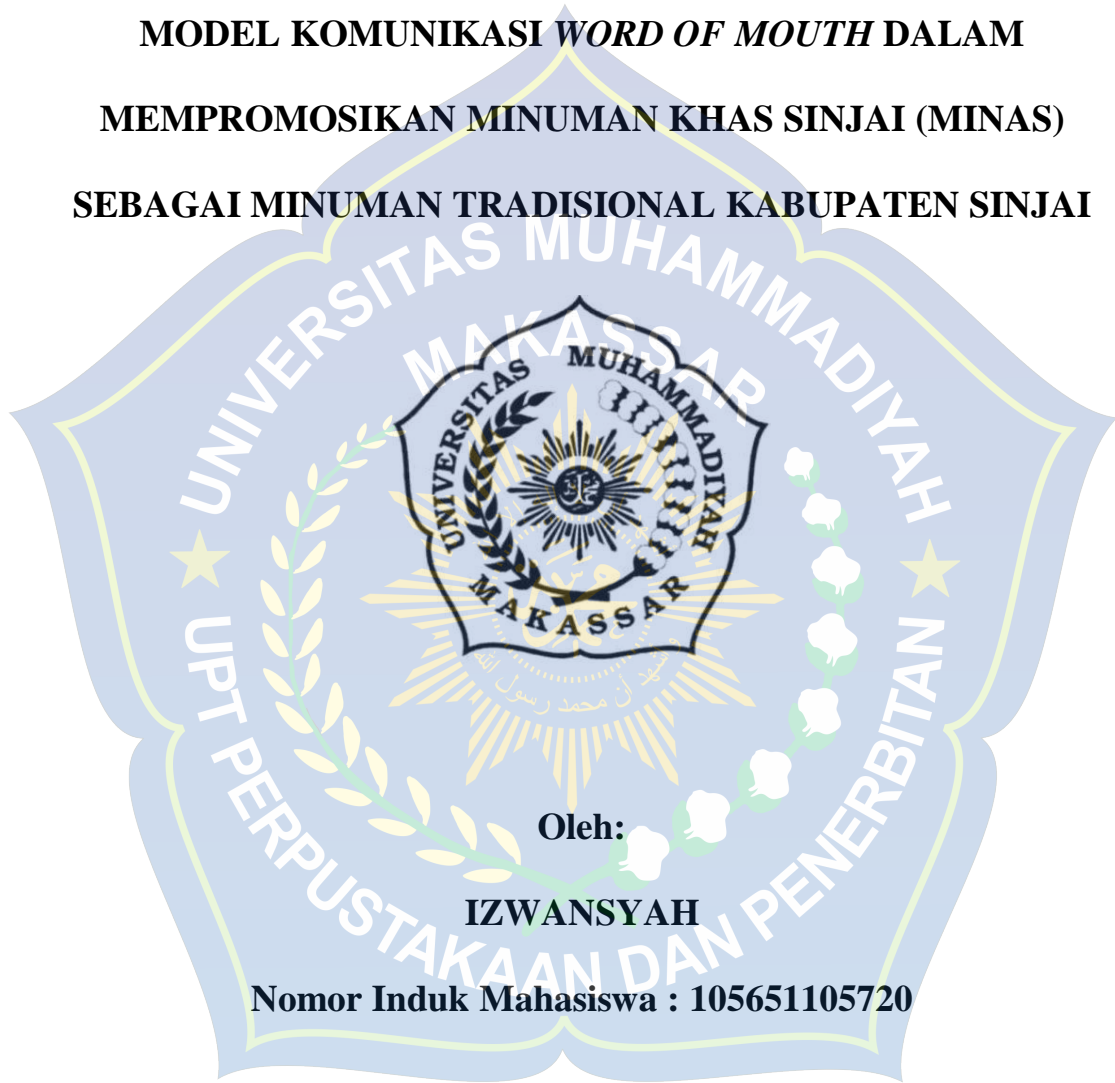 MODEL KOMUNIKASI WORD OF MOUTH DALAM
MEMPROMOSIKAN MINUMAN KHAS SINJAI (MINAS)
SEBAGAI MINUMAN TRADISIONAL KABUPATEN SINJAI
UNIVERSITAS MUHAMMADIYAH
MAKASSAR
UNIVERSITAS MUHAMMADIYAH
MAKASSAR
Oleh:
IZWANSYAH
Nomor Induk Mahasiswa : 105651105720
UPT PERPUSTAKAAN DAN PENERBITAN